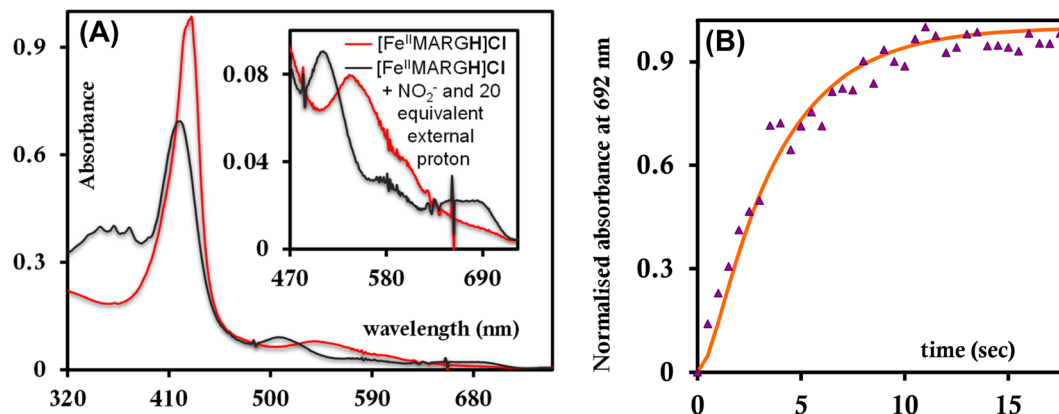 (A)
0.9
0.6
0.3
0
Absorbance
320
410
500
590
680
wavelength (nm)
0.08
0.04
0
470
580
690
[FeᴵᴵMARGH]Cl
[FeᴵᴵMARGH]Cl
+ NO₂⁻ and 20
equivalent
external
proton
(B)
Normalised absorbance at 692 nm
0.9
0.6
0.3
0
0
5
10
15
time (sec)